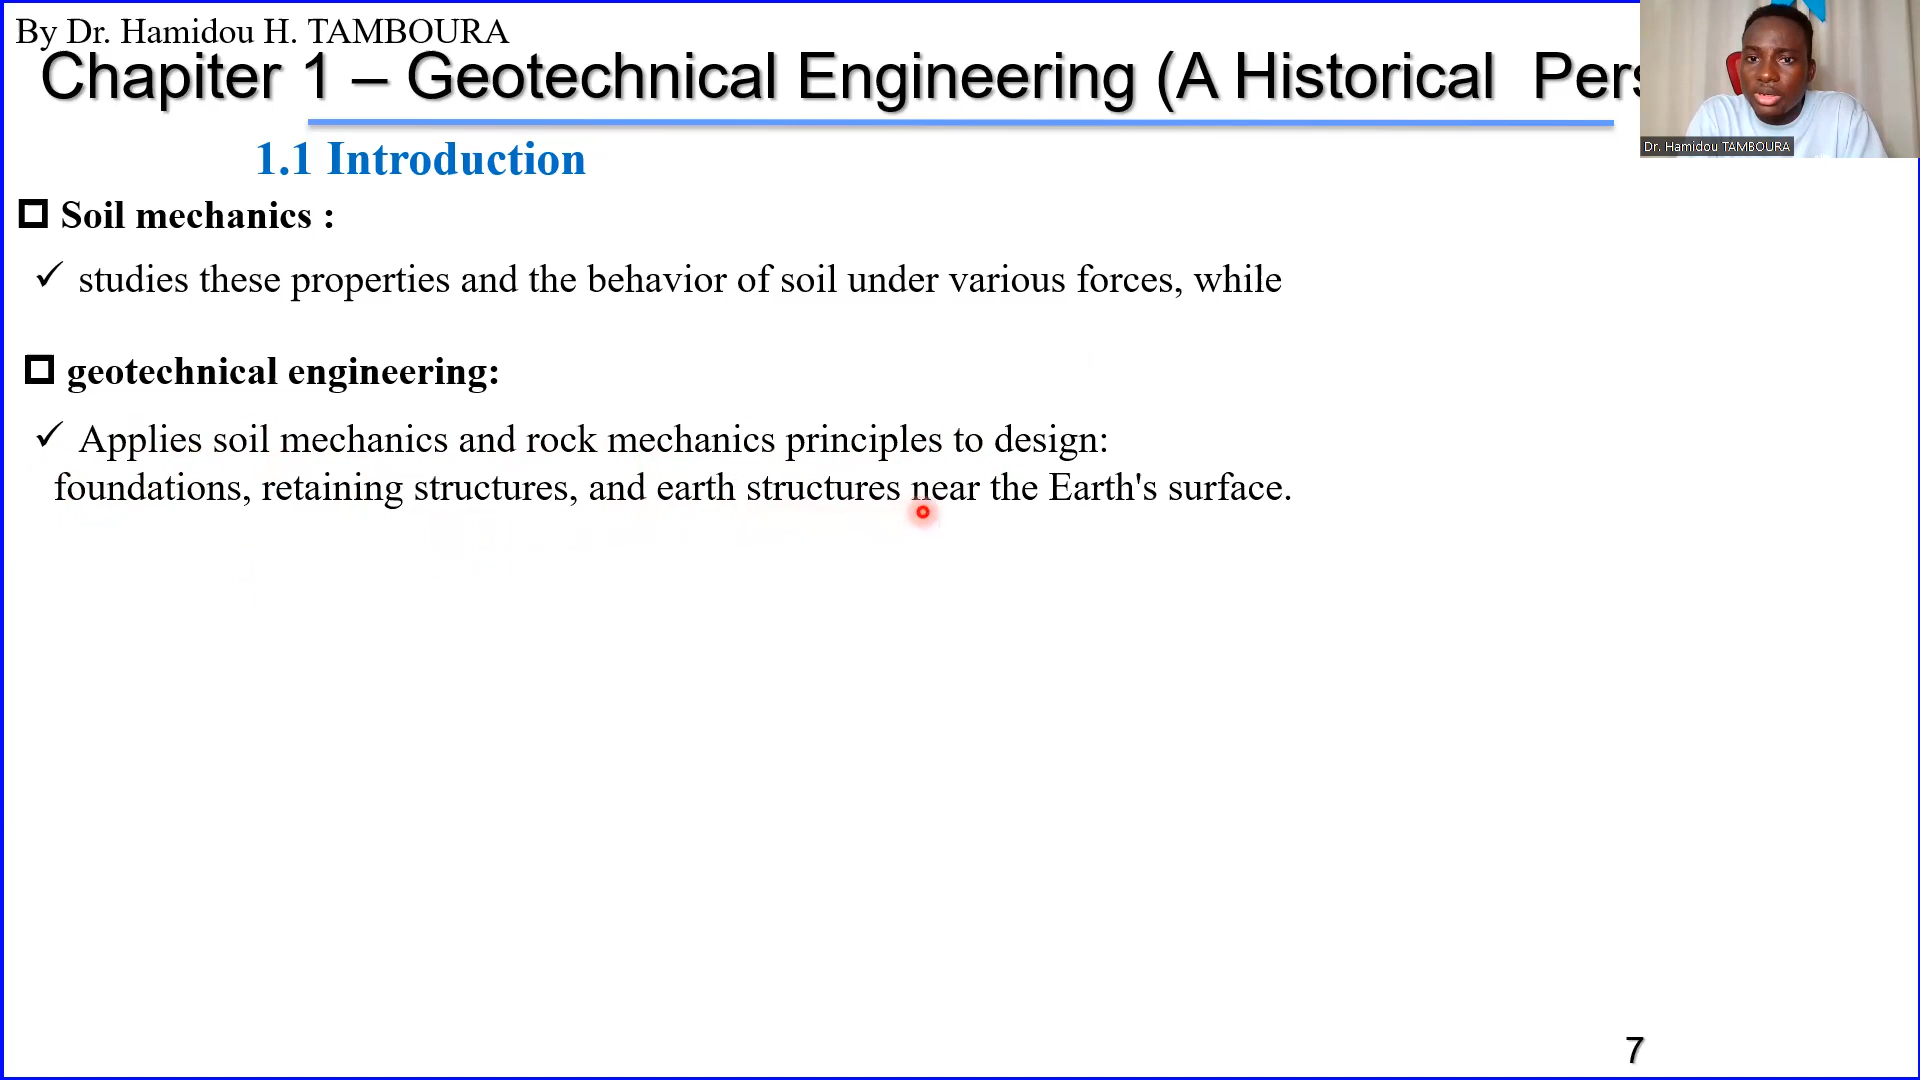 By Dr. Hamidou H. TAMBOURA
Chapiter 1 – Geotechnical Engineering (A Historical Pers
Dr. Hamidou TAMBOURA
1.1 Introduction
Soil mechanics :
✓ studies these properties and the behavior of soil under various forces, while
geotechnical engineering:
✓ Applies soil mechanics and rock mechanics principles to design:
foundations, retaining structures, and earth structures near the Earth's surface.
7